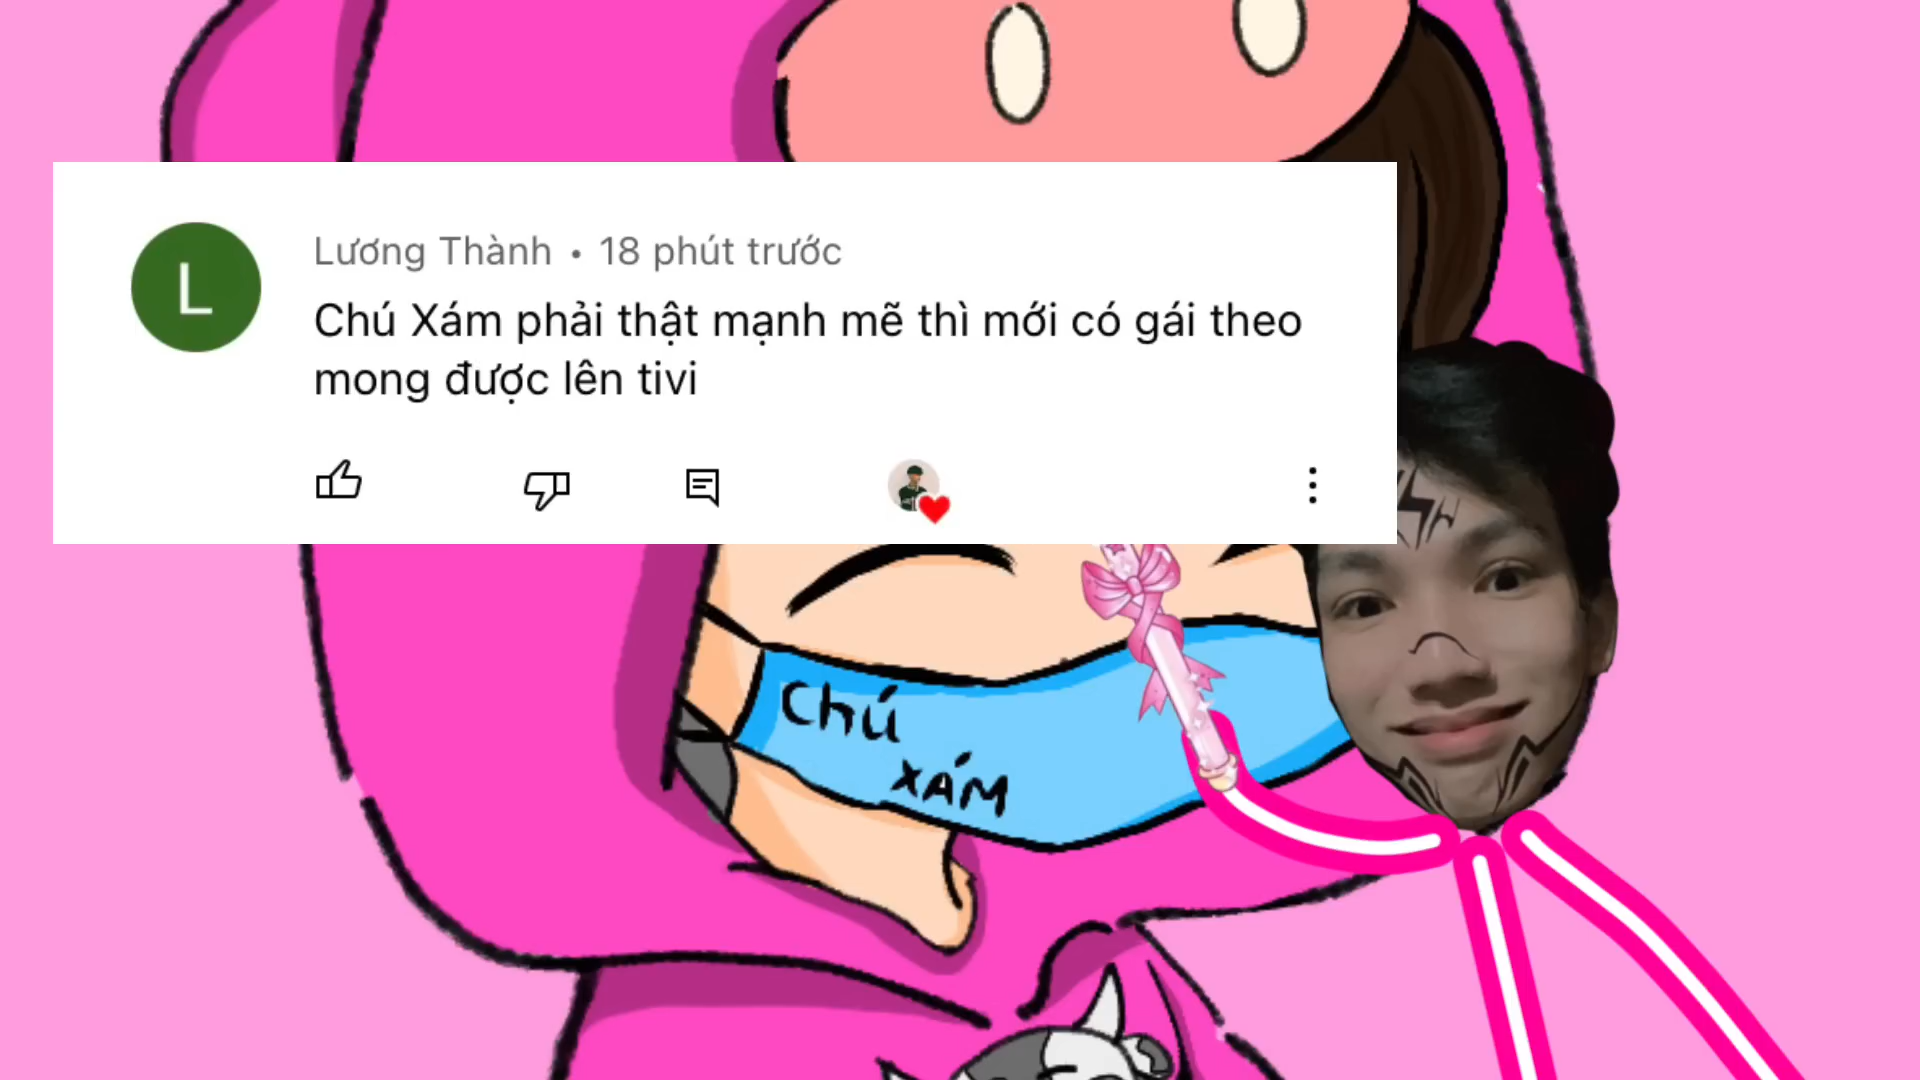 L
Lương Thành • 18 phút trước
Chú Xám phải thật mạnh mẽ thì mới có gái theo
mong được lên tivi
Chú
XÁM